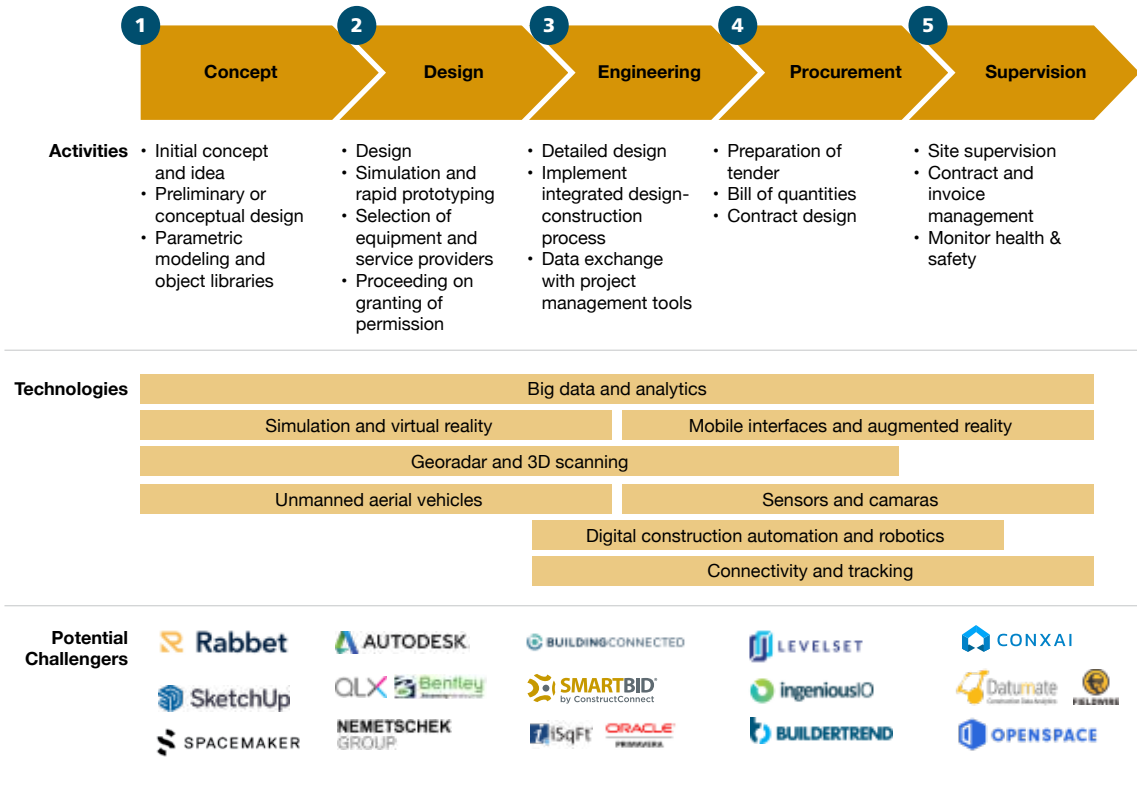 1
2
3
4
5
Concept
Design
Engineering
Procurement
Supervision
Activities
• Initial concept
and idea
• Preliminary or
conceptual design
• Parametric
modeling and
object libraries
• Design
• Simulation and
rapid prototyping
• Selection of
equipment and
service providers
• Proceeding on
granting of
permission
• Detailed design
• Implement
integrated design-
construction
process
• Data exchange
with project
management tools
• Preparation of
tender
• Bill of quantities
• Contract design
• Site supervision
• Contract and
invoice
management
• Monitor health &
safety
Technologies
Big data and analytics
Simulation and virtual reality
Mobile interfaces and augmented reality
Georadar and 3D scanning
Unmanned aerial vehicles
Sensors and camaras
Digital construction automation and robotics
Connectivity and tracking
Potential
Challengers
Rabbet
SketchUp
SPACEMAKER
AUTODESK
ALX
Bentley
NEMETSCHEK
GROUP
BUILDINGCONNECTED
SMARTBID
by ConstructConnect
iSqFt
ORACLE
PRIMAVERA
LEVELSET
ingeniousIO
BUILDERTREND
CONXAI
Datumate
Construction Data Analytics
FIELDWIRE
OPENSPACE